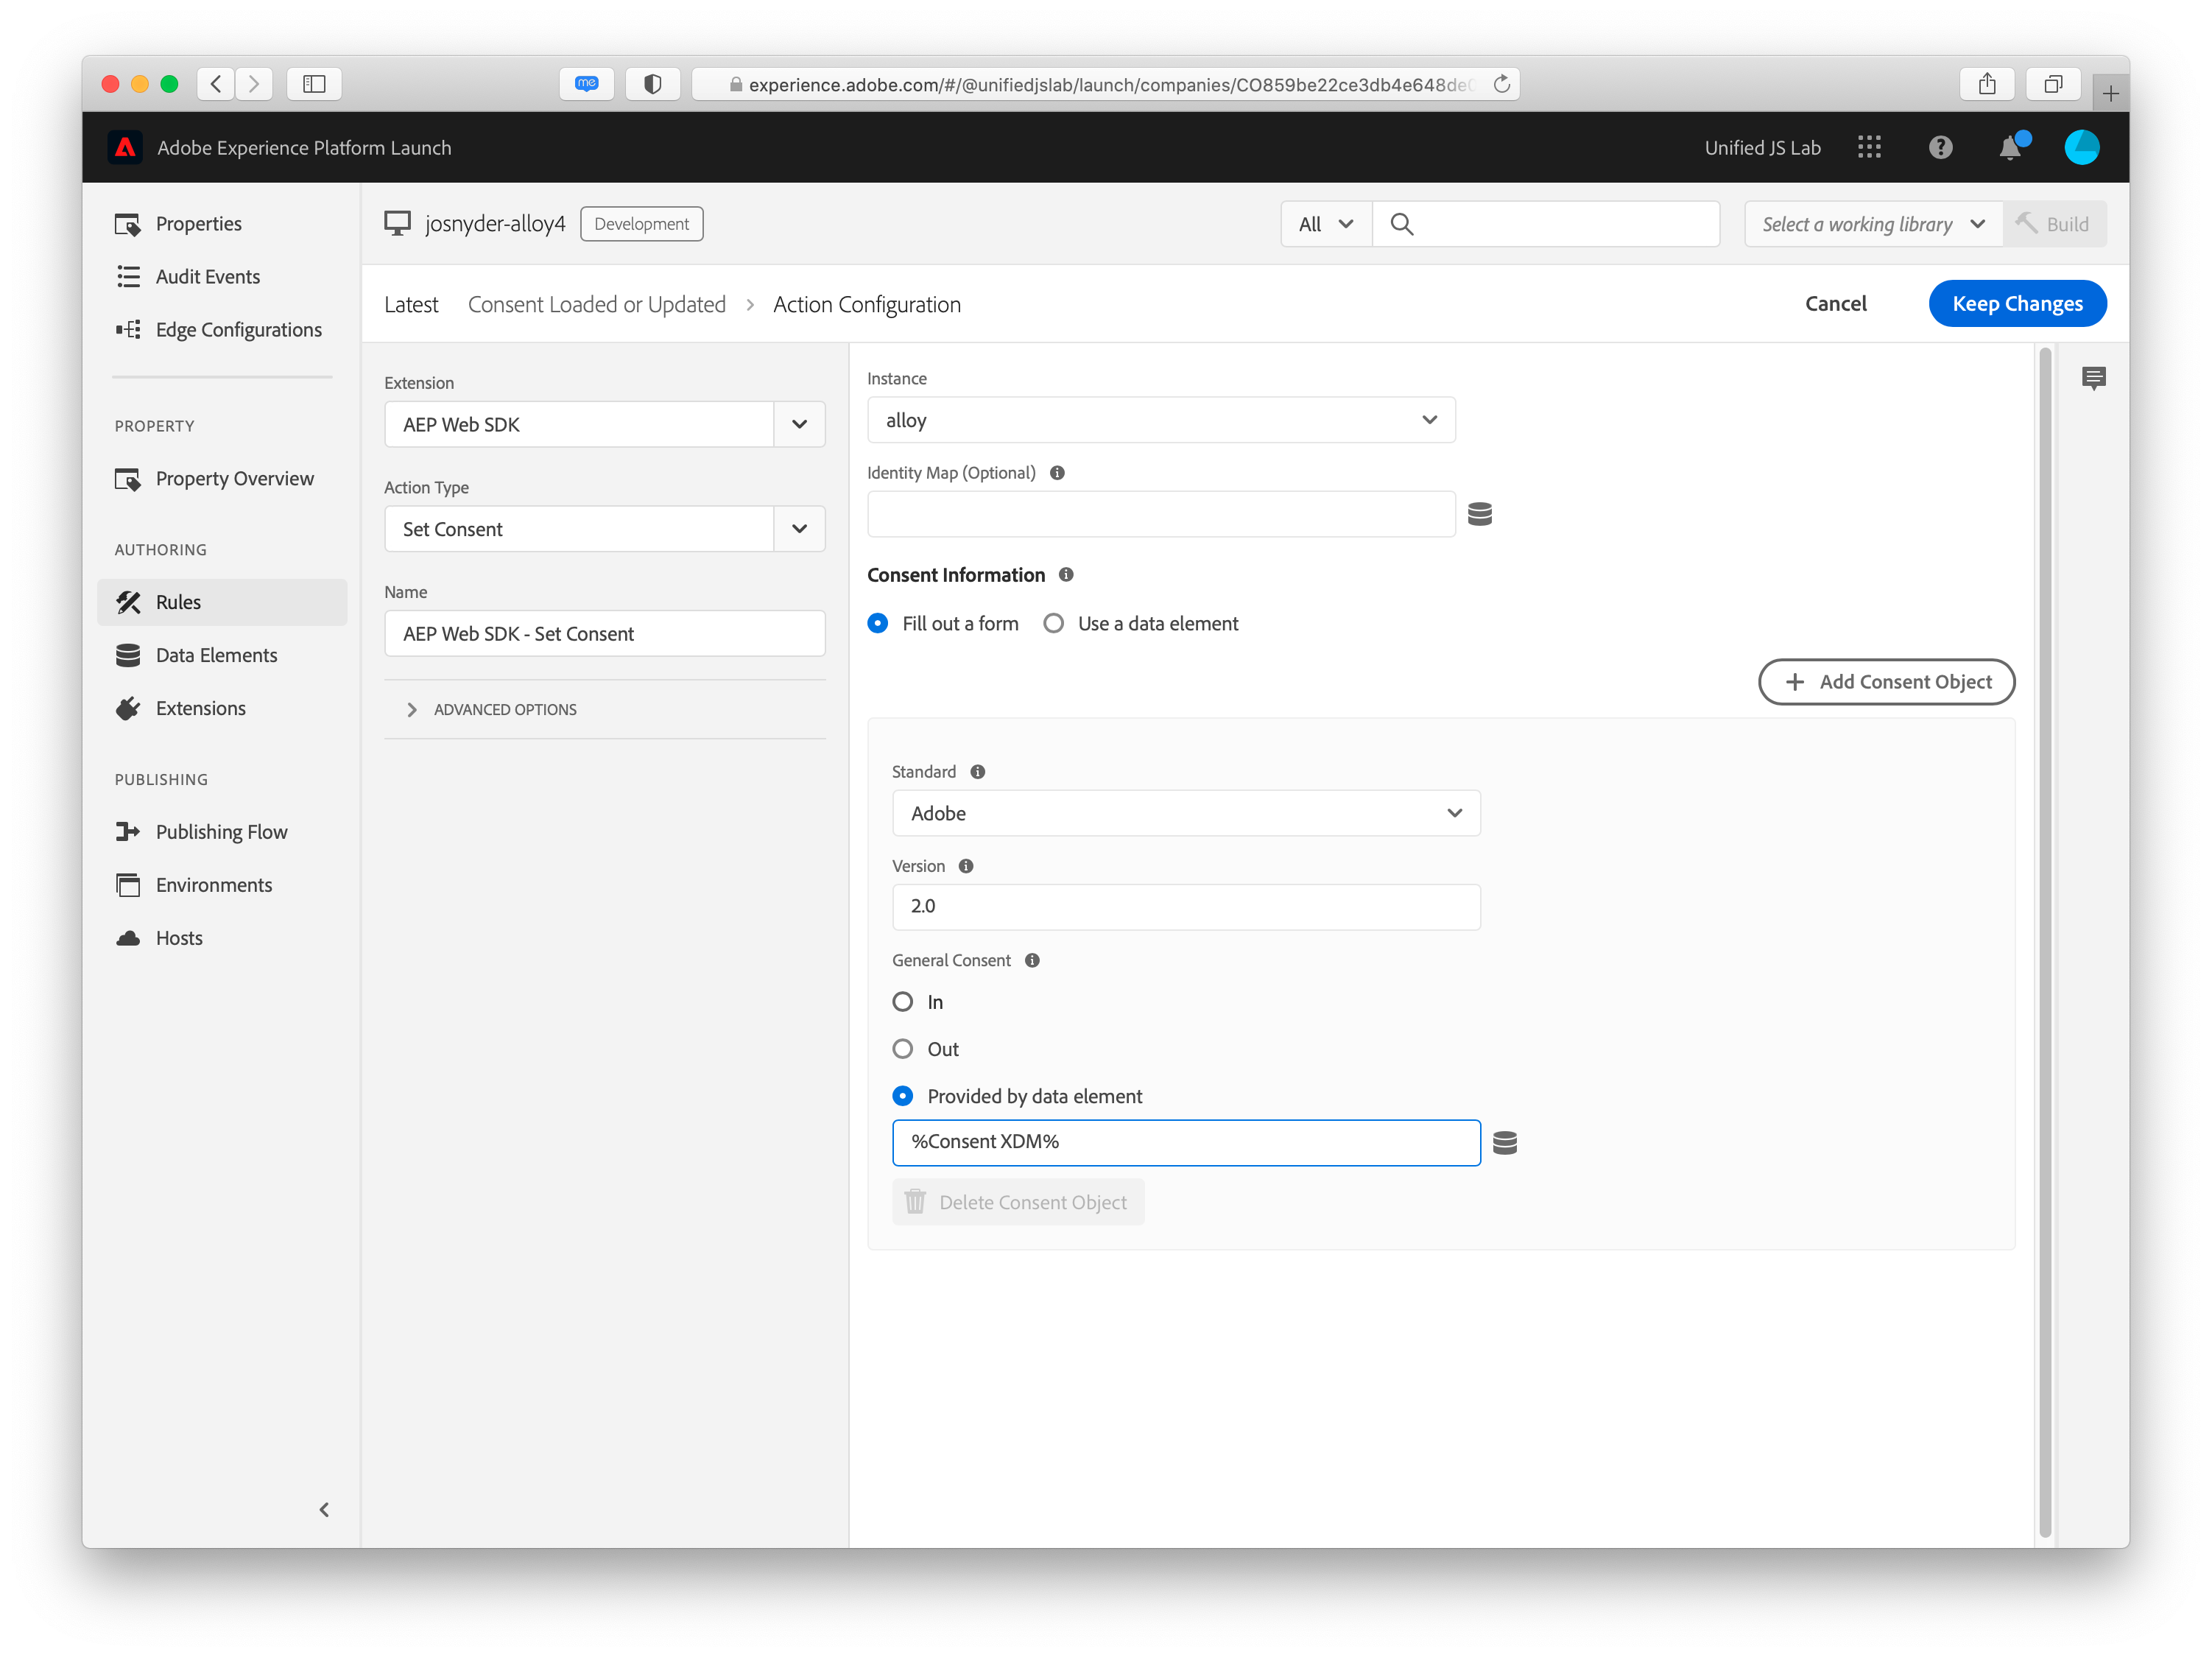 me
experience.adobe.com/#/@unifiedjslab/launch/companies/CO859be22ce3db4e648de
Adobe Experience Platform Launch
Unified JS Lab
Properties
Audit Events
Edge Configurations
PROPERTY
Property Overview
AUTHORING
Rules
Data Elements
Extensions
PUBLISHING
Publishing Flow
Environments
Hosts
josnyder-alloy4
Development
All
Select a working library
Build
Latest
Consent Loaded or Updated
Action Configuration
Cancel
Keep Changes
Extension
AEP Web SDK
Action Type
Set Consent
Name
AEP Web SDK - Set Consent
ADVANCED OPTIONS
Instance
alloy
Identity Map (Optional)
Consent Information
Fill out a form
Use a data element
Add Consent Object
Standard
Adobe
Version
2.0
General Consent
In
Out
Provided by data element
%Consent XDM%
Delete Consent Object